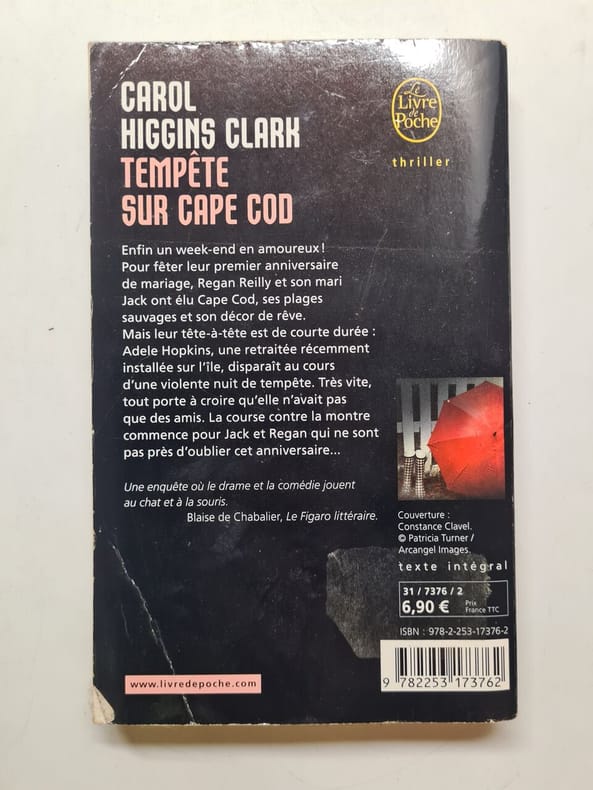 CAROL
HIGGINS CLARK
TEMPÊTE
SUR CAPE COD
Le
Livre
de
Poche
thriller
Enfin un week-end en amoureux !
Pour fêter leur premier anniversaire
de mariage, Regan Reilly et son mari
Jack ont élu Cape Cod, ses plages
sauvages et son décor de rêve.
Mais leur tête-à-tête est de courte durée :
Adele Hopkins, une retraitée récemment
installée sur l'île, disparaît au cours
d'une violente nuit de tempête. Très vite,
tout porte à croire qu'elle n'avait pas
que des amis. La course contre la montre
commence pour Jack et Regan qui ne sont
pas près d'oublier cet anniversaire...
Une enquête où le drame et la comédie jouent
au chat et à la souris.
Blaise de Chabalier, Le Figaro littéraire.
Couverture :
Constance Clavel.
© Patricia Turner /
Arcangel Images.
texte intégral
31 / 7376 / 2
6,90 € Prix
France TTC
ISBN : 978-2-253-17376-2
9 782253 173762
www.livredepoche.com